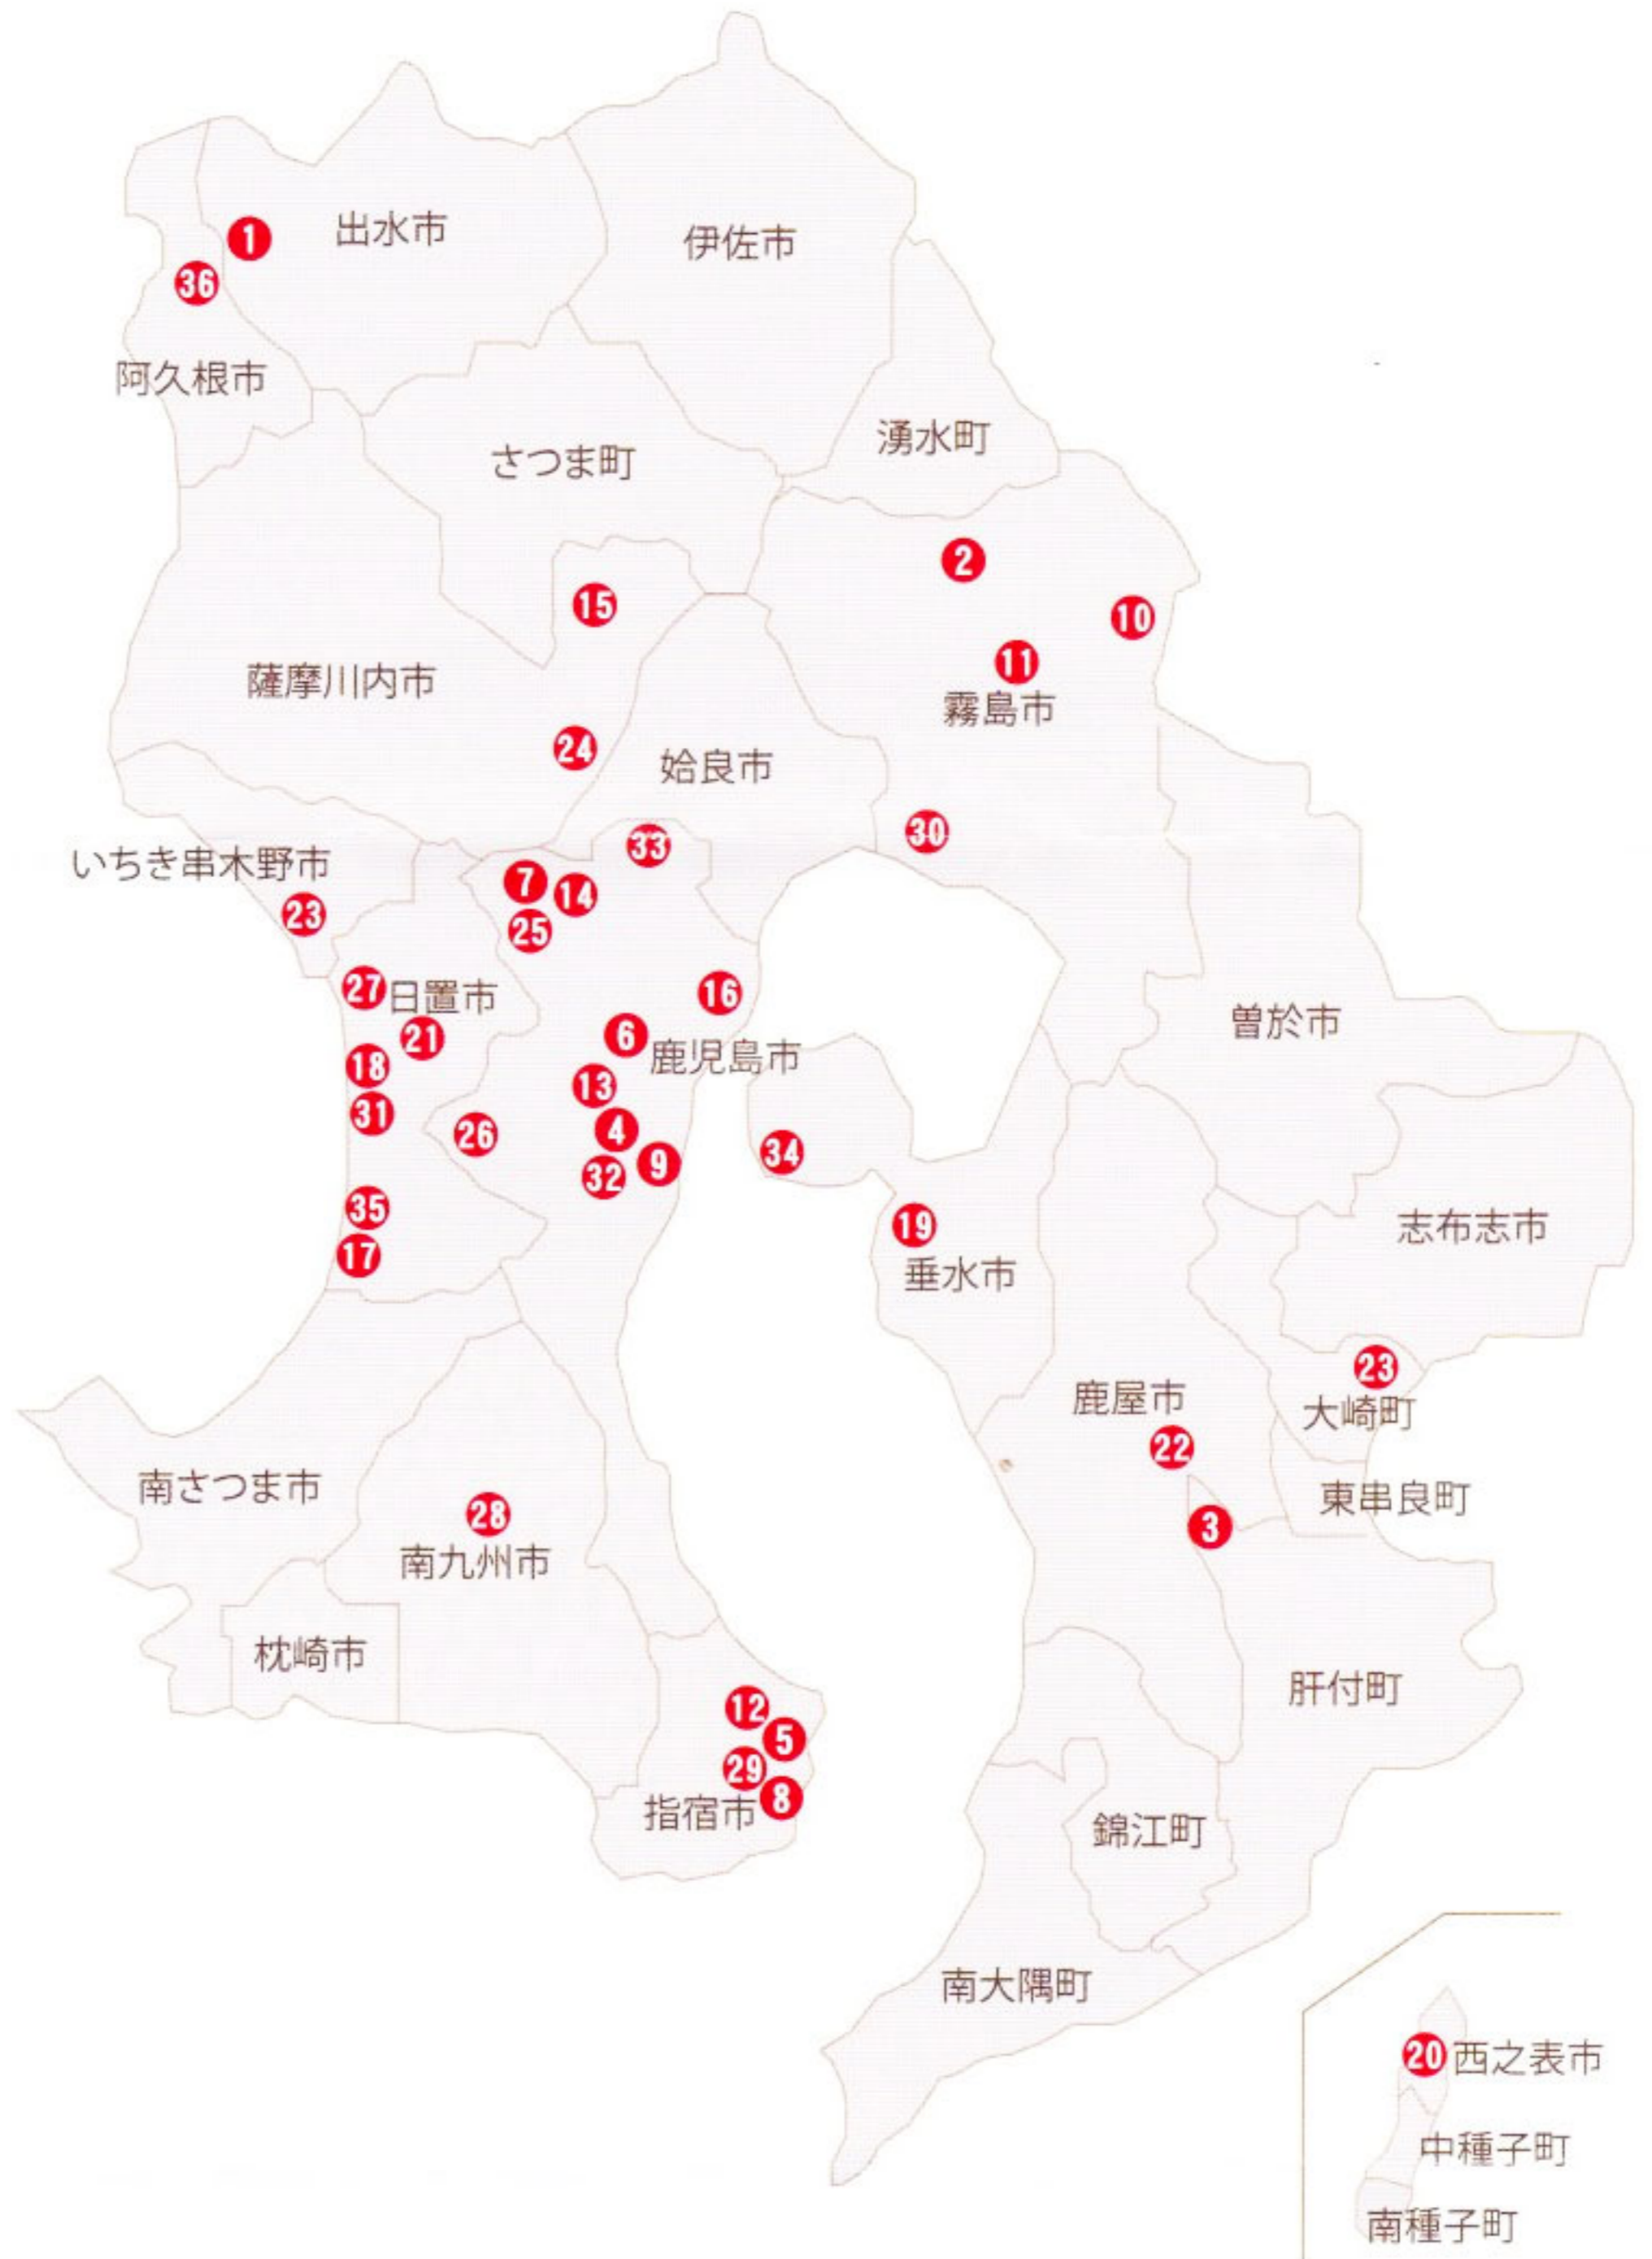 出水市
伊佐市
1
36
阿久根市
湧水町
さつま町
2
15
10
11
薩摩川内市
霧島市
24
姶良市
30
33
いちき串木野市
7
14
23
25
27
日置市
16
曽於市
21
6
鹿児島市
18
13
31
4
26
34
9
32
35
19
志布志市
17
垂水市
23
鹿屋市
大崎町
22
南さつま市
東串良町
28
3
南九州市
枕崎市
肝付町
12
5
29
8
指宿市
錦江町
南大隅町
20
西之表市
中種子町
南種子町